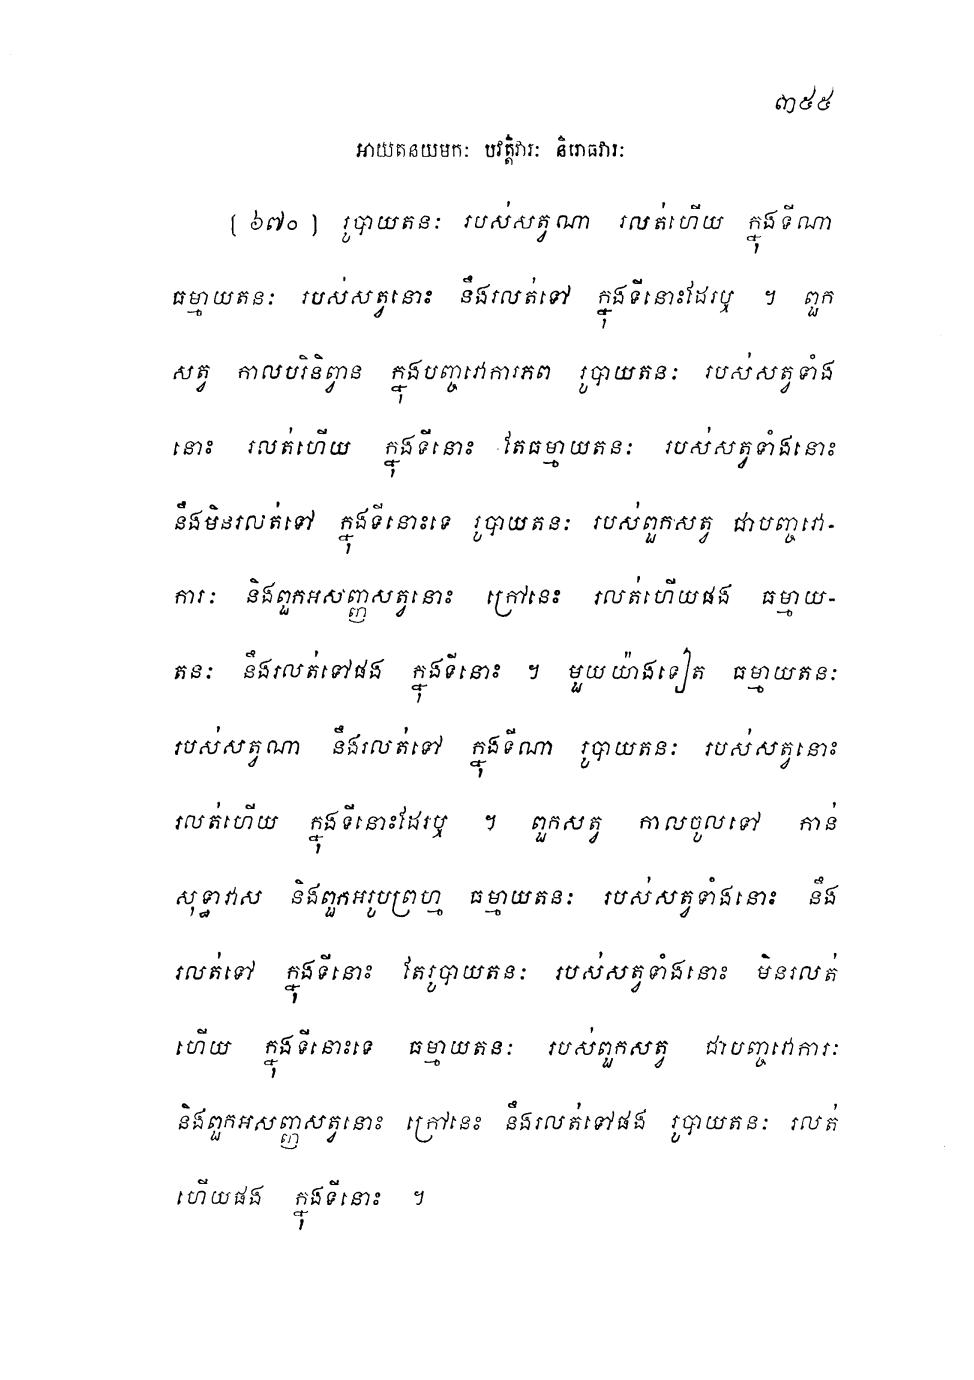 ៣៥៥
អាយតនយមកៈ បវត្តិវារៈ និរោធវារៈ
[ ៦៧០ ] រូបាយតនៈ របស់សត្វណា រលត់ហើយ ក្នុងទីណា
ធម្មាយតនៈ របស់សត្វនោះ នឹងរលត់ទៅ ក្នុងទីនោះដែរឬ ។ ពួក
សត្វ កាលបរិនិព្វាន ក្នុងបញ្ចវោការភព រូបាយតនៈ របស់សត្វទាំង
នោះ រលត់ហើយ ក្នុងទីនោះ តែធម្មាយតនៈ របស់សត្វទាំងនោះ
នឹងមិនរលត់ទៅ ក្នុងទីនោះទេ រូបាយតនៈ របស់ពួកសត្វ ជាបញ្ចវោ-
ការៈ និងពួកអសញ្ញសត្វនោះ ក្រៅនេះ រលត់ហើយផង ធម្មាយ-
តនៈ នឹងរលត់ទៅផង ក្នុងទីនោះ ។ មួយយ៉ាងទៀត ធម្មាយតនៈ
របស់សត្វណា នឹងរលត់ទៅ ក្នុងទីណា រូបាយតនៈ របស់សត្វនោះ
រលត់ហើយ ក្នុងទីនោះដែរឬ ។ ពួកសត្វ កាលចូលទៅ កាន់
សុទ្ធាវាស និងពួកអរូបព្រហ្ម ធម្មាយតនៈ របស់សត្វទាំងនោះ នឹង
រលត់ទៅ ក្នុងទីនោះ តែរូបាយតនៈ របស់សត្វទាំងនោះ មិនរលត់
ហើយ ក្នុងទីនោះទេ ធម្មាយតនៈ របស់ពួកសត្វ ជាបញ្ចវោការៈ
និងពួកអសញ្ញសត្វនោះ ក្រៅនេះ នឹងរលត់ទៅផង រូបាយតនៈ រលត់
ហើយផង ក្នុងទីនោះ ។